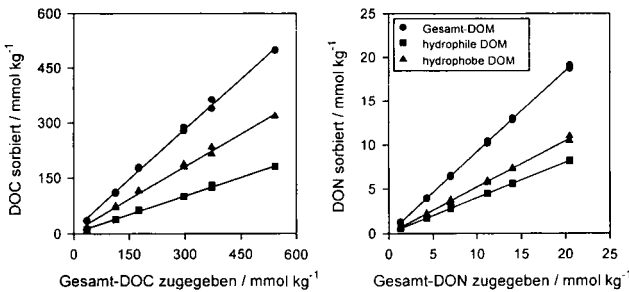 DOC sorbiert / mmol kg⁻¹
600
450
300
150
0
0 150 300 450 600
Gesamt-DOC zugegeben / mmol kg⁻¹
DON sorbiert / mmol kg⁻¹
25
20
15
10
5
0
0 5 10 15 20 25
Gesamt-DON zugegeben / mmol kg⁻¹
Gesamt-DOM
hydrophile DOM
hydrophobe DOM